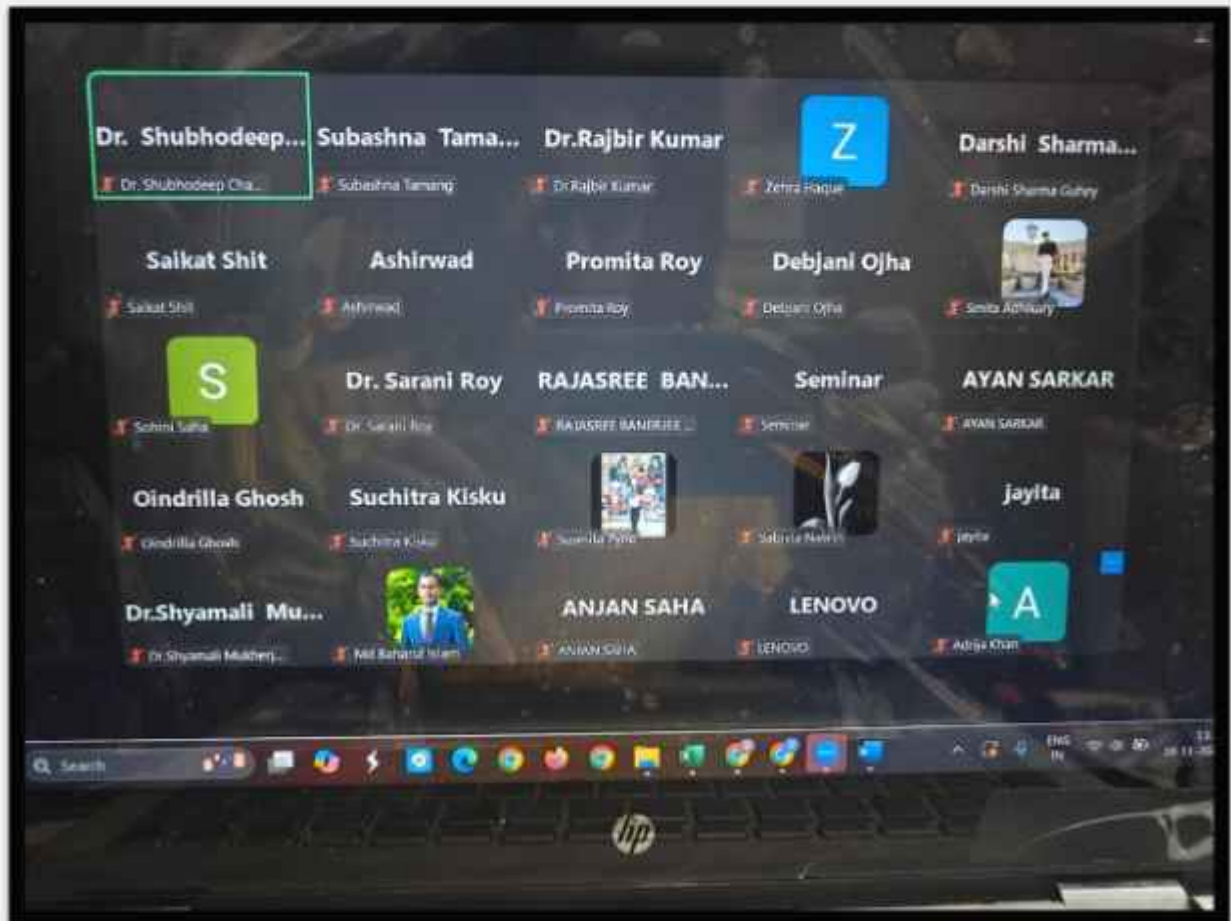 Dr. Shubhodeep... Subashna Tama... Dr.Rajbir Kumar Z Darshi Sharma...
Dr. Shubhodeep Cha... Subashna Tamang Dr.Rajbir Kumar Zehra Haque Darshi Sharma Guhey
Saikat Shit Ashirwad Promita Roy Debjani Ojha
Saikat Shit Ashirwad Promita Roy Debjani Ojha Smita Adhikary
S Dr. Sarani Roy RAJASREE BAN... Seminar AYAN SARKAR
Sohini Saha Dr. Sarani Roy RAJASREE BANERJEE ... Seminar AYAN SARKAR
Oindrilla Ghosh Suchitra Kisku jayita
Oindrilla Ghosh Suchitra Kisku jayita
Dr.Shyamali Mu... ANJAN SAHA LENOVO A
Dr.Shyamali Mukherj... Md Baharul Islam ANJAN SAHA LENOVO Adrija Khan
Search ENG
IN
hp